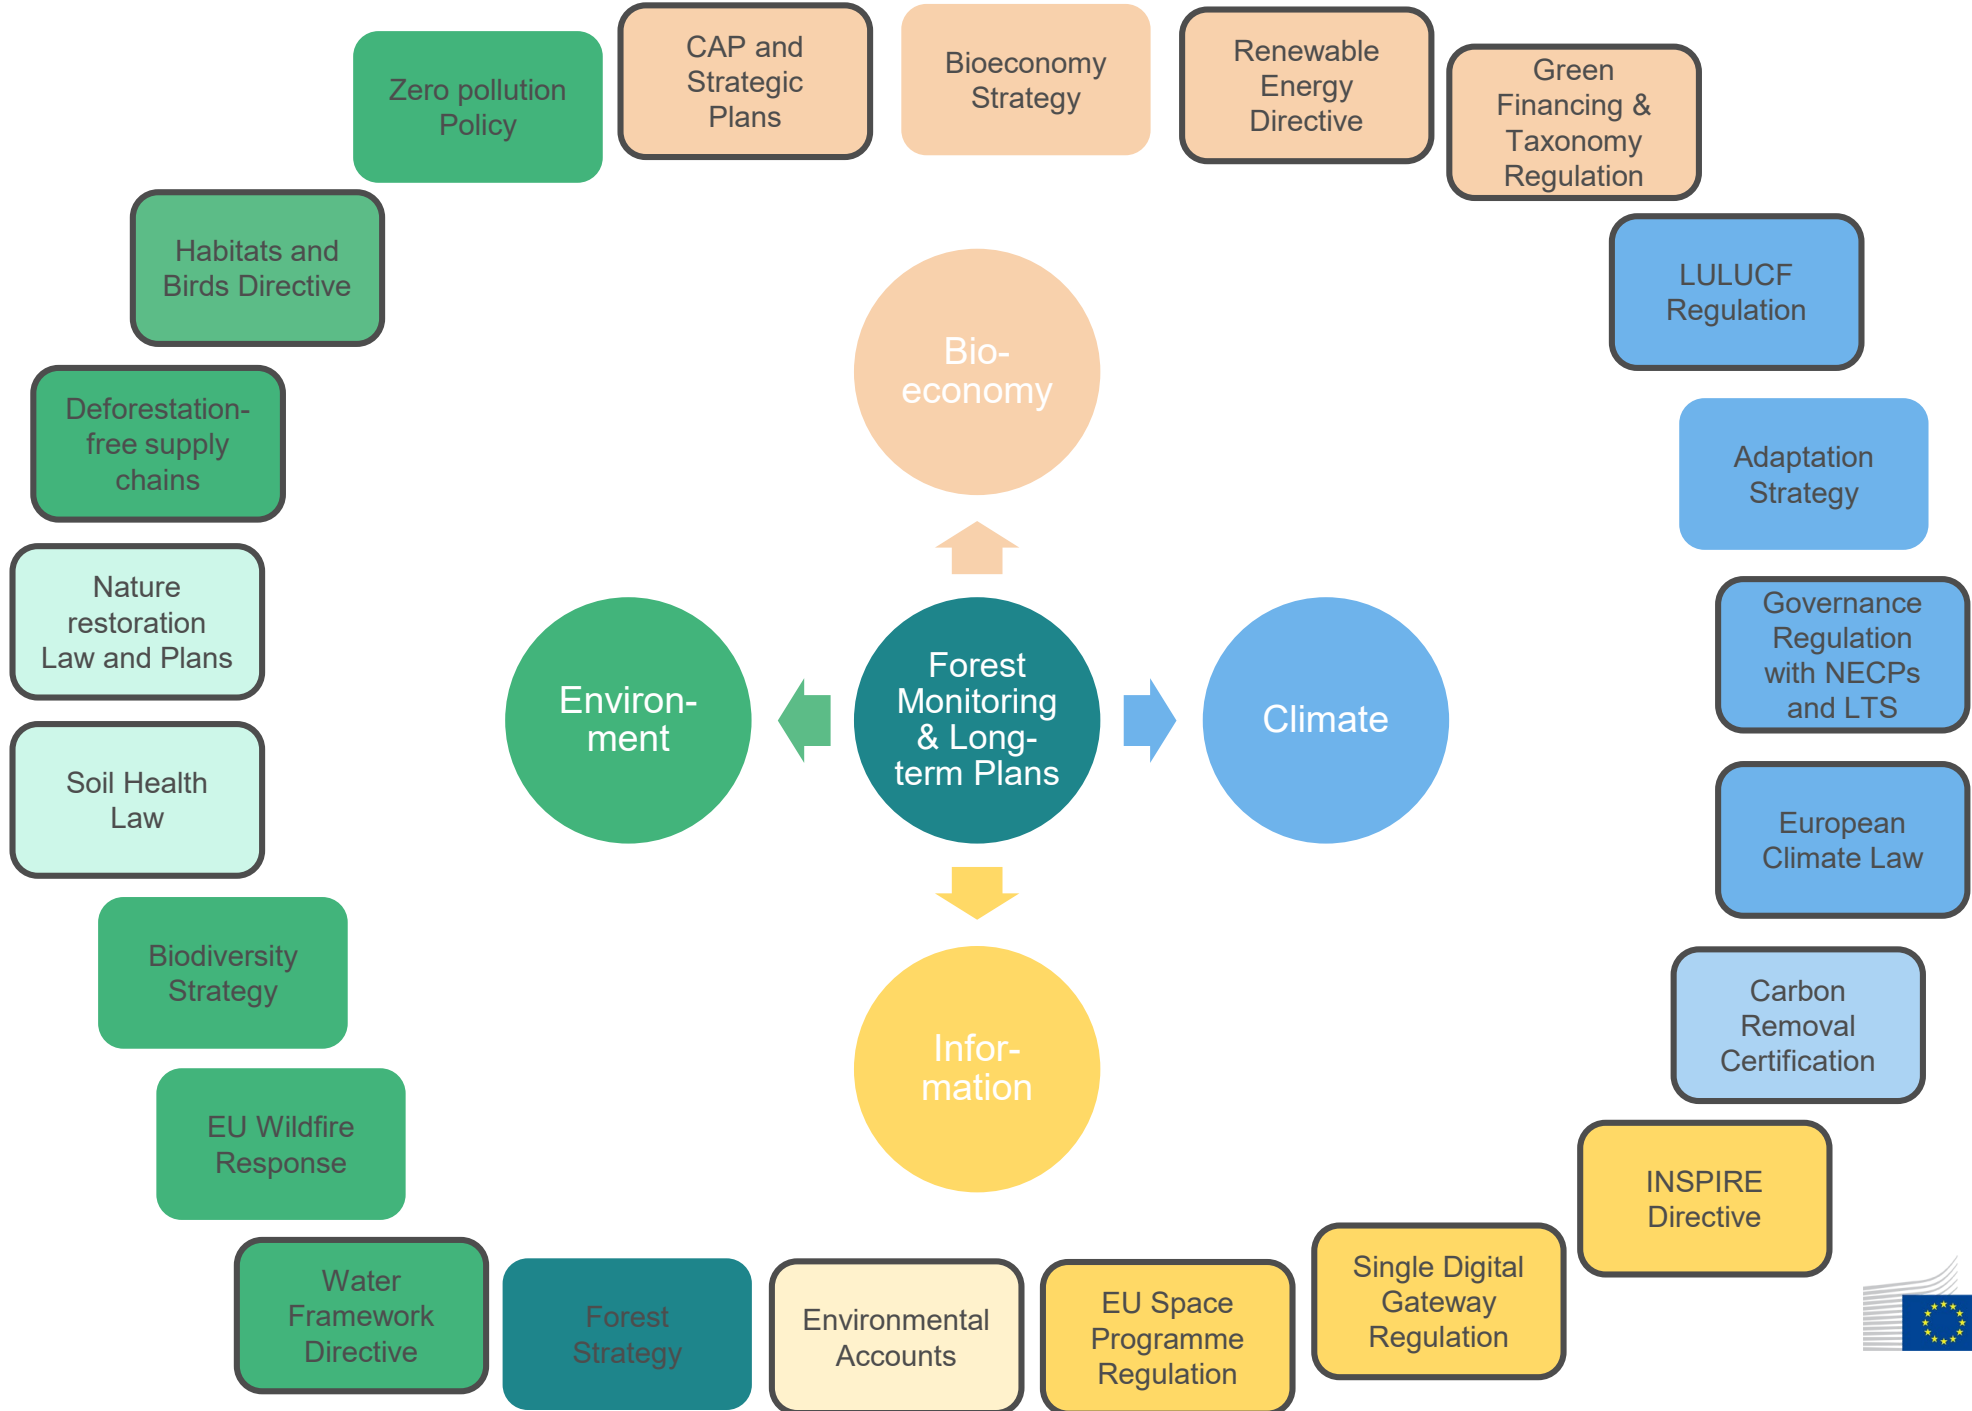 Zero pollution
Policy
CAP and
Strategic
Plans
Bioeconomy
Strategy
Renewable
Energy
Directive
Green
Financing &
Taxonomy
Regulation
Habitats and
Birds Directive
LULUCF
Regulation
Deforestation-
free supply
chains
Bio-
economy
Adaptation
Strategy
Nature
restoration
Law and Plans
Environ-
ment
Forest
Monitoring
& Long-
term Plans
Climate
Governance
Regulation
with NECPs
and LTS
Soil Health
Law
European
Climate Law
Biodiversity
Strategy
Infor-
mation
Carbon
Removal
Certification
EU Wildfire
Response
INSPIRE
Directive
Water
Framework
Directive
Forest
Strategy
Environmental
Accounts
EU Space
Programme
Regulation
Single Digital
Gateway
Regulation